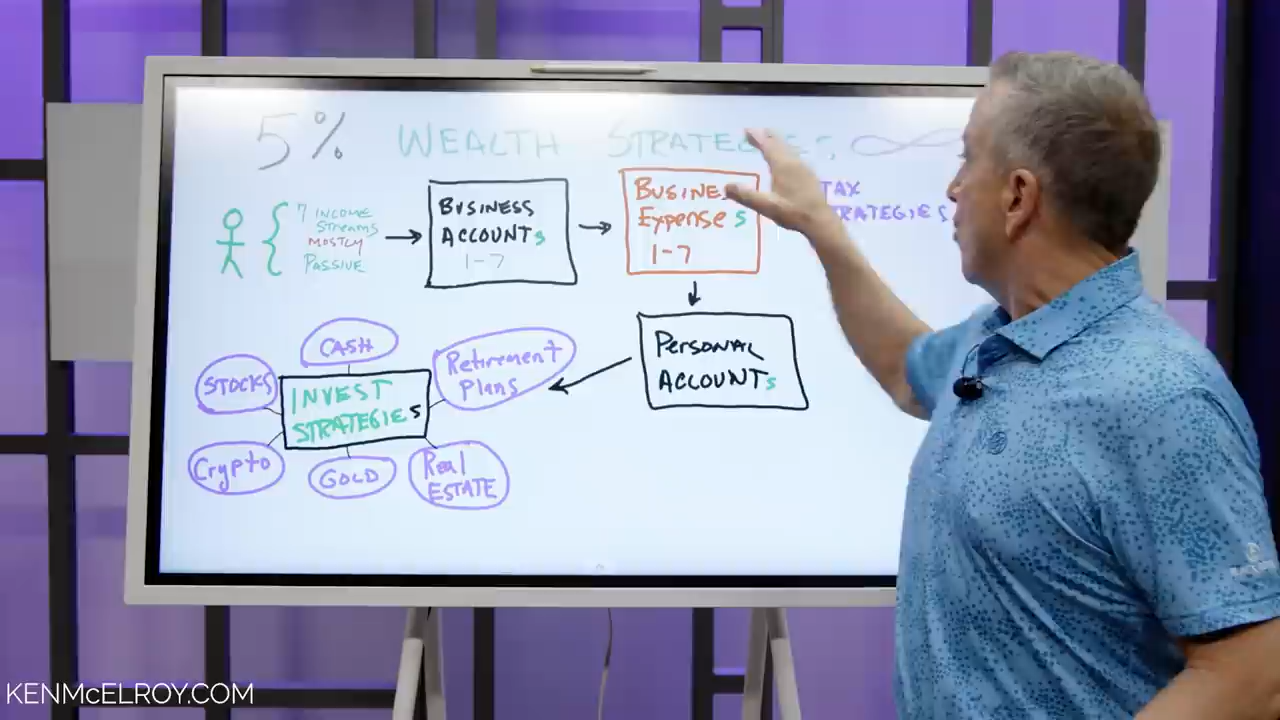 5% WEALTH STRATEGIES
7 INCOME
STREAMS
MOSTLY
PASSIVE
BUSINESS
ACCOUNTS
1-7
BUSINES
EXPENSES
1-7
TAX
STRATEGIES
PERSONAL
ACCOUNTS
CASH
STOCKS
Retirement
Plans
INVEST
STRATEGIES
Crypto
GOLD
Real
ESTATE
KENMcELROY.COM